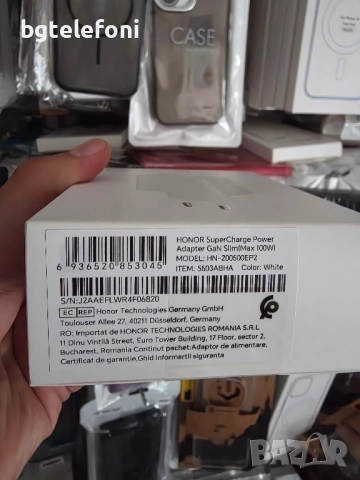 bgtelefoni
CASE
HONOR SuperCharge Power
Adapter GaN Slim(Max 100W)
MODEL: HN-200500EP2
6 936520 853045
ITEM: 5503ABHA Color: White
S/N:J2AAEFLWR4F06820
EC REP Honor Technologies Germany GmbH
Toulouser Allee 27, 40211 Düsseldorf, Germany
RO: Importat de HONOR TECHNOLOGIES ROMANIA S.R.L
11 Dinu Vintilă Street, Euro Tower Building, 17 Floor, sector 2,
Bucharest, Romania Continut pachet:Adaptor de alimentare,
Certificat de garanție,Ghid informartii siguranta
BAZAR